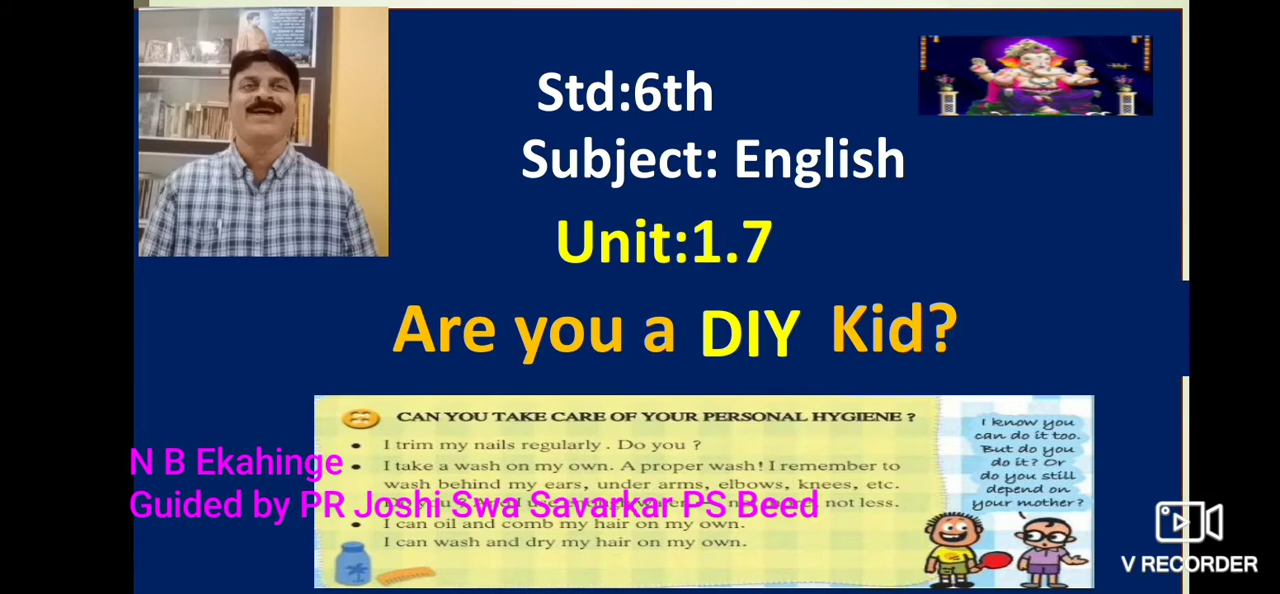 Std:6th
Subject: English
Unit:1.7
Are you a DIY Kid?
CAN YOU TAKE CARE OF YOUR PERSONAL HYGIENE ?
• I trim my nails regularly . Do you ?
• I take a wash on my own. A proper wash! I remember to
wash behind my ears, under arms, elbows, knees, etc.
not less.
• I can oil and comb my hair on my own.
I can wash and dry my hair on my own.
I know you
can do it too.
But do you
do it? Or
do you still
depend on
your mother?
N B Ekahinge
Guided by PR Joshi Swa Savarkar PS Beed
V RECORDER